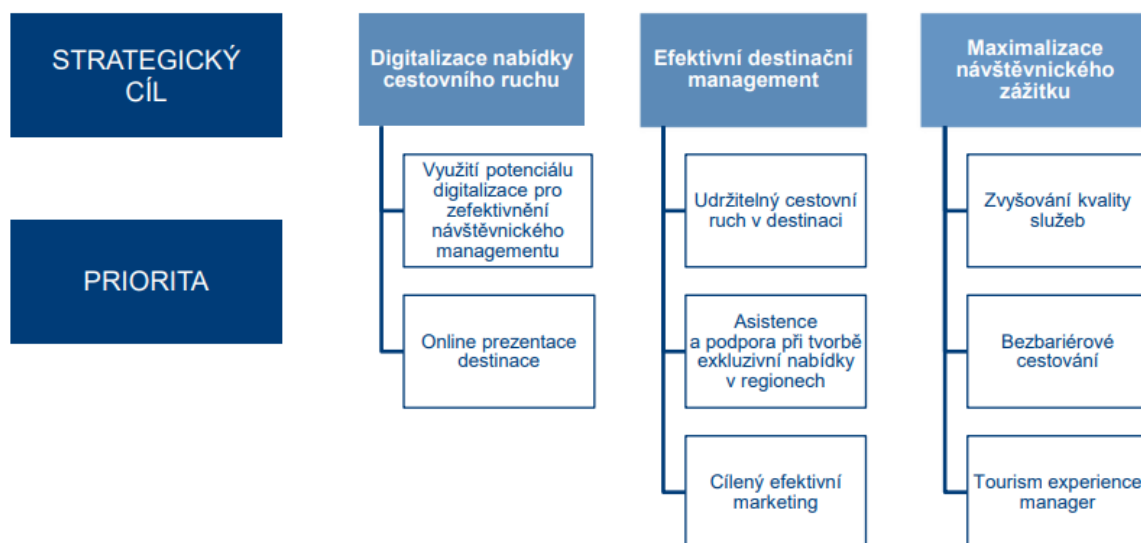 STRATEGICKÝ
CÍL
PRIORITA
Digitalizace nabídky
cestovního ruchu
Využití potenciálu
digitalizace pro
zefektivnění
návštěvnického
managementu
Online prezentace
destinace
Efektivní destinační
management
Udržitelný cestovní
ruch v destinaci
Asistence
a podpora při tvorbě
exkluzivní nabídky
v regionech
Cílený efektivní
marketing
Maximalizace
návštěvnického
zážitku
Zvyšování kvality
služeb
Bezbariérové
cestování
Tourism experience
manager